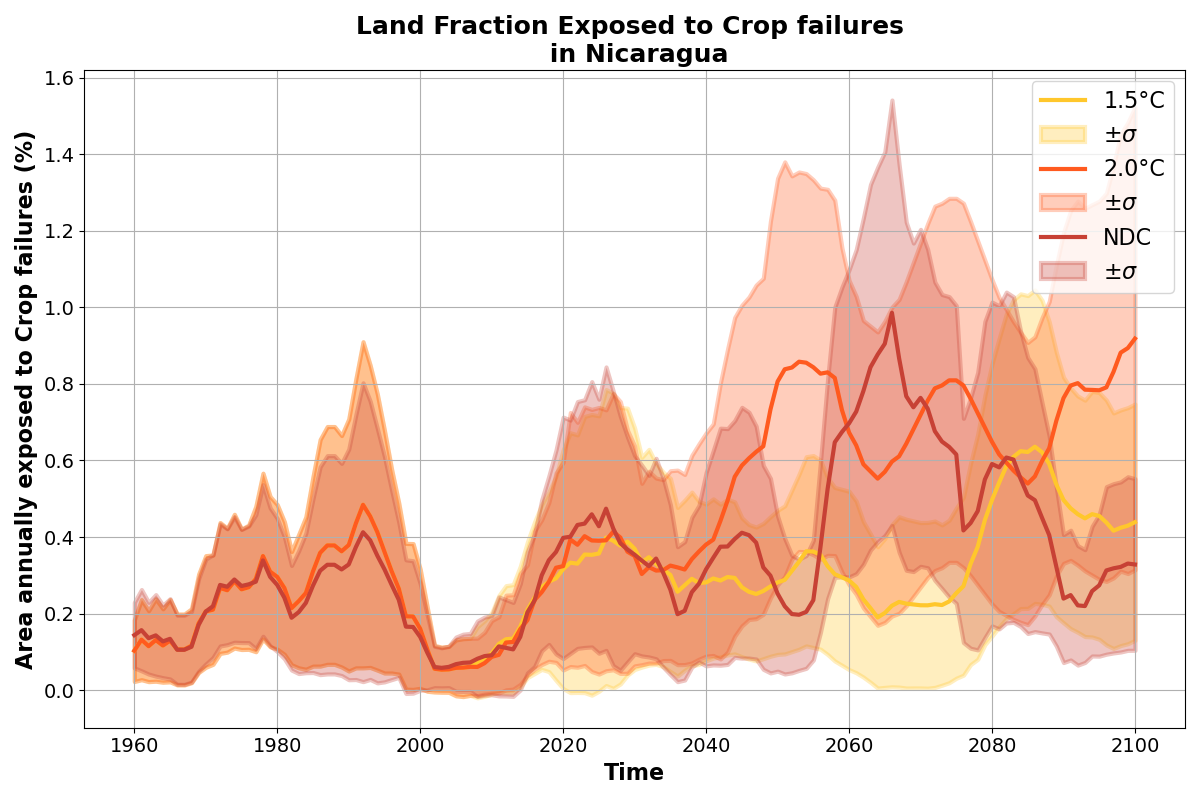 Land Fraction Exposed to Crop failures
in Nicaragua
Area annually exposed to Crop failures (%)
1.6
1.4
1.2
1.0
0.8
0.6
0.4
0.2
0.0
1960
1980
2000
2020
2040
2060
2080
2100
Time
1.5°C
±σ
2.0°C
±σ
NDC
±σ